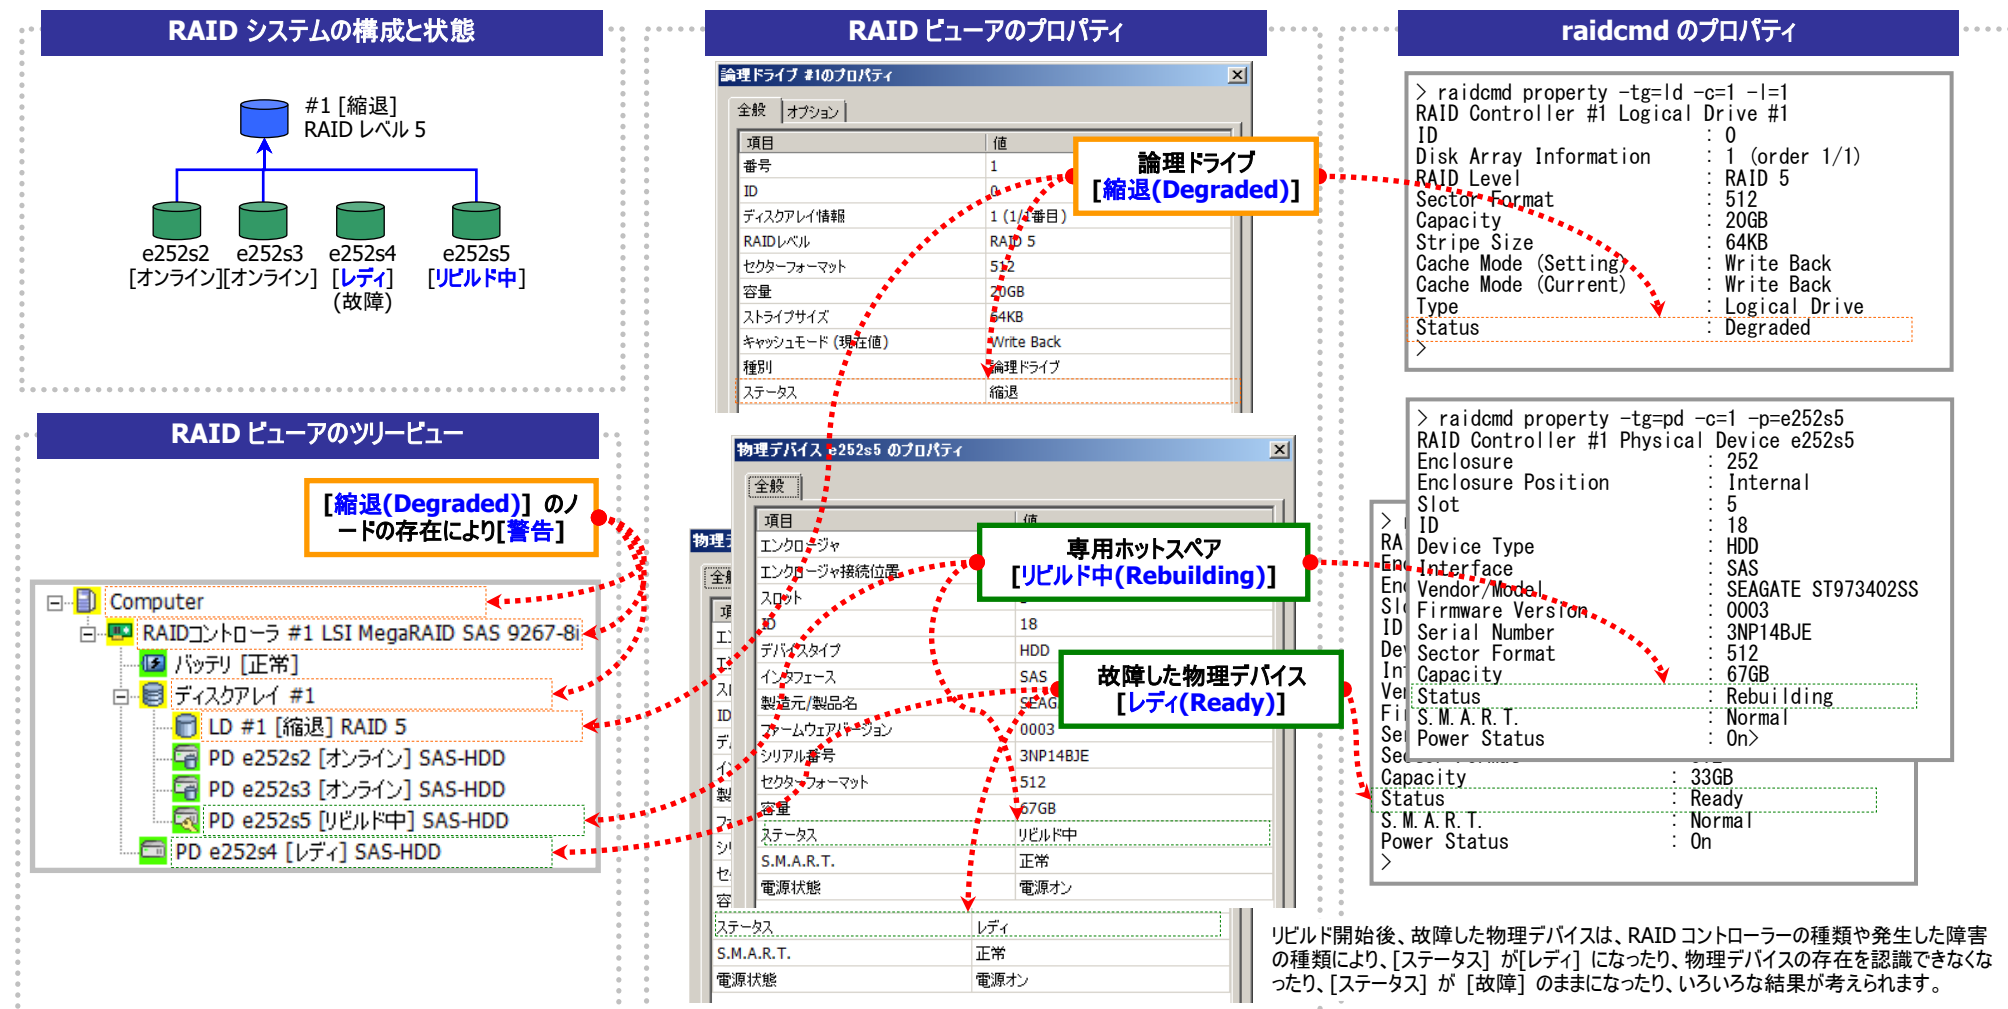 RAID システムの構成と状態
#1 [縮退]
RAID レベル 5
e252s2
[オンライン]
e252s3
[オンライン]
e252s4
[レディ]
(故障)
e252s5
[リビルド中]
RAID ビューアのツリービュー
[縮退(Degraded)] のノ
ードの存在により[警告]
Computer
RAIDコントローラ #1 LSI MegaRAID SAS 9267-8i
バッテリ [正常]
ディスクアレイ #1
LD #1 [縮退] RAID 5
PD e252s2 [オンライン] SAS-HDD
PD e252s3 [オンライン] SAS-HDD
PD e252s5 [リビルド中] SAS-HDD
PD e252s4 [レディ] SAS-HDD
RAID ビューアのプロパティ
論理ドライブ #1のプロパティ
全般 オプション
項目 値
番号 1
ID 0
ディスクアレイ情報 1 (1/1番目)
RAIDレベル RAID 5
セクターフォーマット 512
容量 20GB
ストライプサイズ 64KB
キャッシュモード (現在値) Write Back
種別 論理ドライブ
ステータス 縮退
論理ドライブ
[縮退(Degraded)]
物理デバイス e252s5 のプロパティ
全般
項目 値
エンクロージャ
エンクロージャ接続位置
スロット
ID 18
デバイスタイプ HDD
インタフェース SAS
製造元/製品名 SEAG
ファームウェアバージョン 0003
シリアル番号 3NP14BJE
セクターフォーマット 512
容量 67GB
ステータス リビルド中
S.M.A.R.T. 正常
電源状態 電源オン
専用ホットスペア
[リビルド中(Rebuilding)]
故障した物理デバイス
[レディ(Ready)]
ステータス レディ
S.M.A.R.T. 正常
電源状態 電源オン
raidcmd のプロパティ
> raidcmd property -tg=ld -c=1 -l=1
RAID Controller #1 Logical Drive #1
ID : 0
Disk Array Information : 1 (order 1/1)
RAID Level : RAID 5
Sector Format : 512
Capacity : 20GB
Stripe Size : 64KB
Cache Mode (Setting) : Write Back
Cache Mode (Current) : Write Back
Type : Logical Drive
Status : Degraded
>
> raidcmd property -tg=pd -c=1 -p=e252s5
RAID Controller #1 Physical Device e252s5
Enclosure : 252
Enclosure Position : Internal
Slot : 5
ID : 18
Device Type : HDD
Interface : SAS
Vendor/Model : SEAGATE ST973402SS
Firmware Version : 0003
Serial Number : 3NP14BJE
Sector Format : 512
Capacity : 67GB
Status : Rebuilding
S.M.A.R.T. : Normal
Power Status : On>
Capacity : 33GB
Status : Ready
S.M.A.R.T. : Normal
Power Status : On
>
リビルド開始後、故障した物理デバイスは、RAID コントローラーの種類や発生した障害
の種類により、[ステータス] が[レディ] になったり、物理デバイスの存在を認識できなくな
ったり、[ステータス] が [故障] のままになったり、いろいろな結果が考えられます。